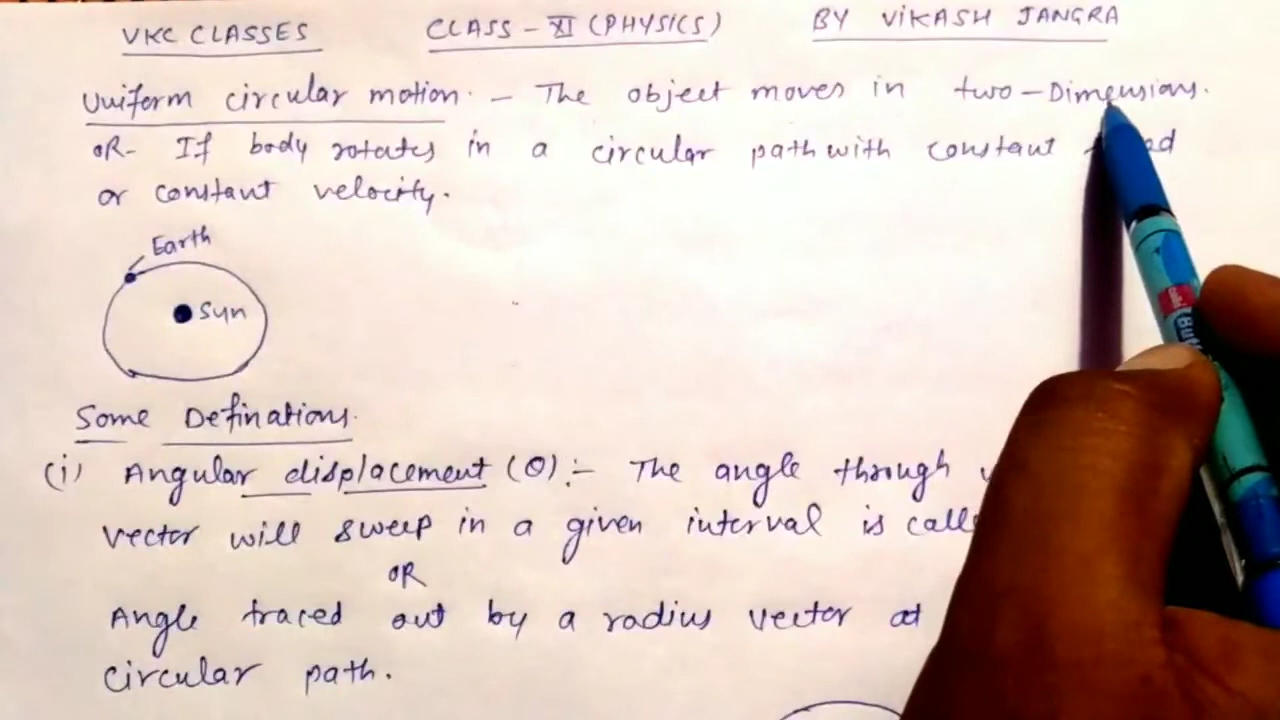 VKC CLASSES CLASS - XI (PHYSICS) BY VIKASH JANGRA
Uniform circular motion. - The object moves in two-Dimensions.
OR- If body rotates in a circular path with constant
or constant velocity.
Earth
Sun
Some Definations.
(i) Angular displacement (θ):- The angle through
vector will sweep in a given interval is
OR
Angle traced out by a radius vector at
circular path.